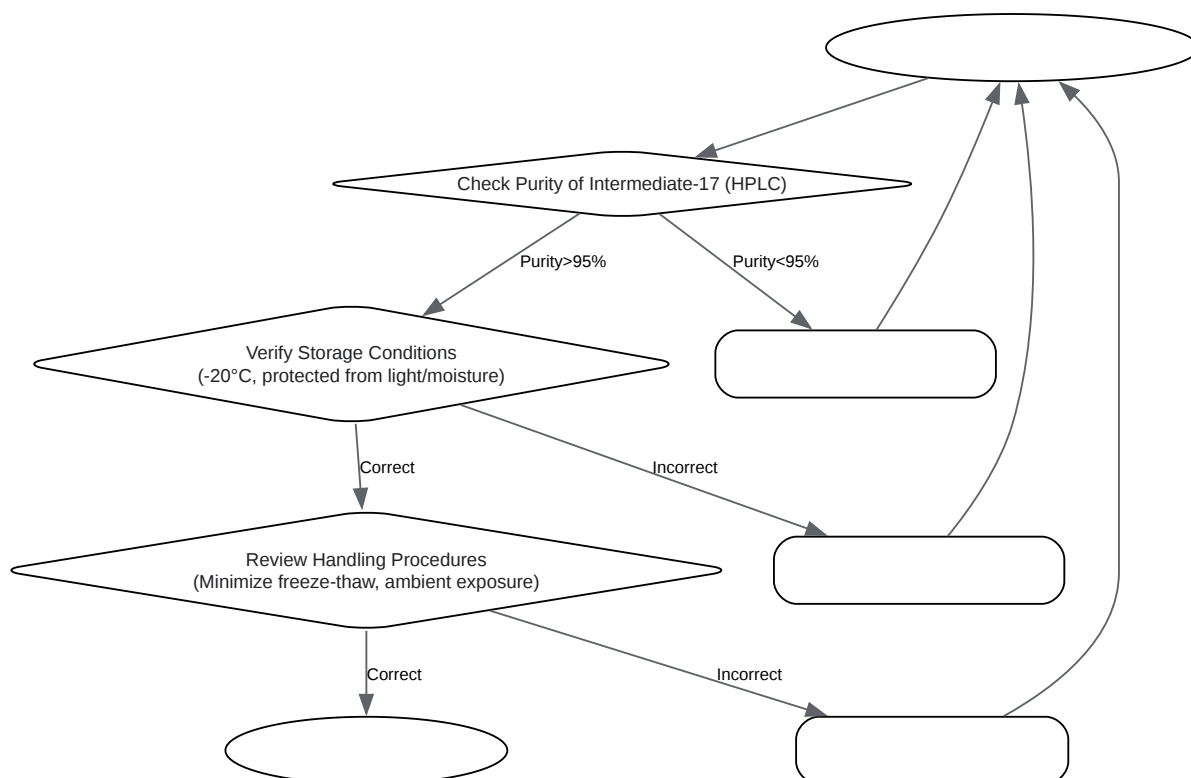 Check Purity of Intermediate-17 (HPLC)
Purity>95%
Purity<95%
Verify Storage Conditions
(-20°C, protected from light/moisture)
Correct
Incorrect
Review Handling Procedures
(Minimize freeze-thaw, ambient exposure)
Correct
Incorrect